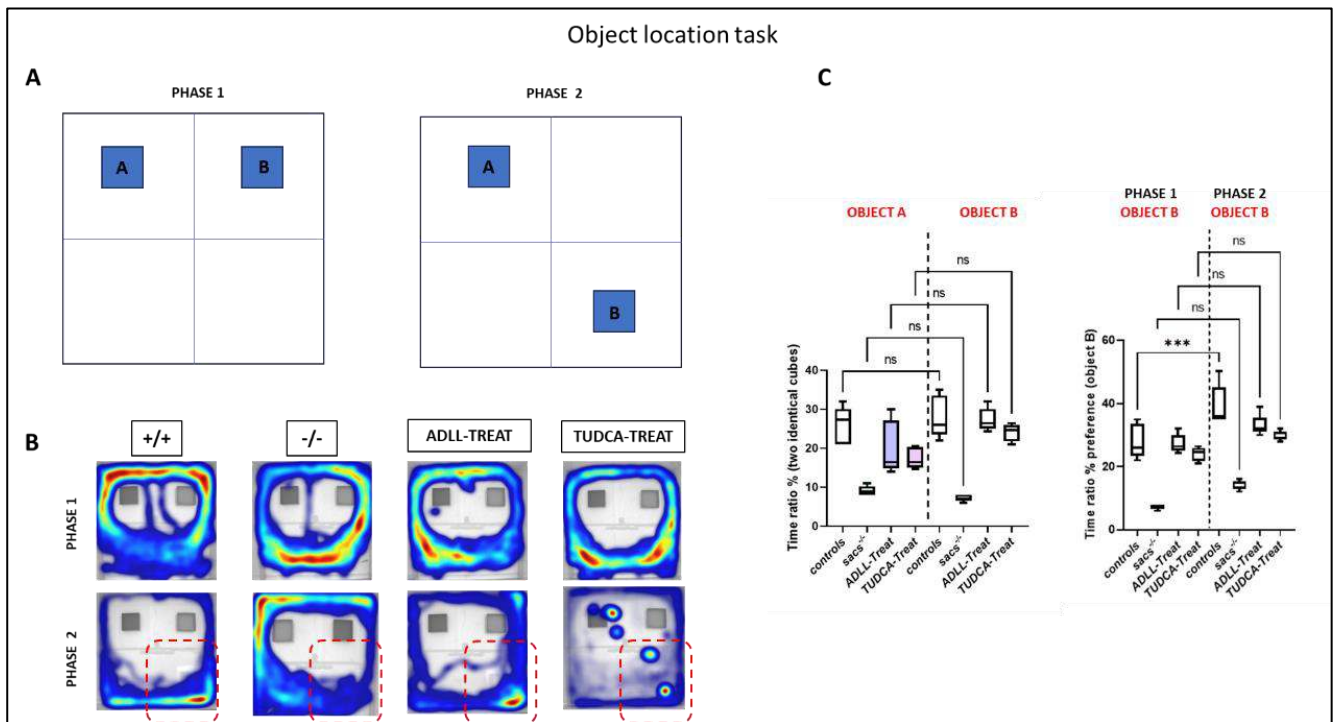 Object location task
A
PHASE 1
PHASE 2
A
B
A
B
B
+/+
-/-
ADLL-TREAT
TUDCA-TREAT
PHASE 1
PHASE 2
C
OBJECT A
OBJECT B
ns
ns
ns
ns
Time ratio % (two identical cubes)
40
30
20
10
0
controls
sacs-/-
ADLL-Treat
TUDCA-Treat
controls
sacs-/-
ADLL-Treat
TUDCA-Treat
PHASE 1
PHASE 2
OBJECT B
OBJECT B
ns
ns
ns
***
Time ratio % preference (object B)
60
40
20
0
controls
sacs-/-
ADLL-Treat
TUDCA-Treat
controls
sacs-/-
ADLL-Treat
TUDCA-Treat